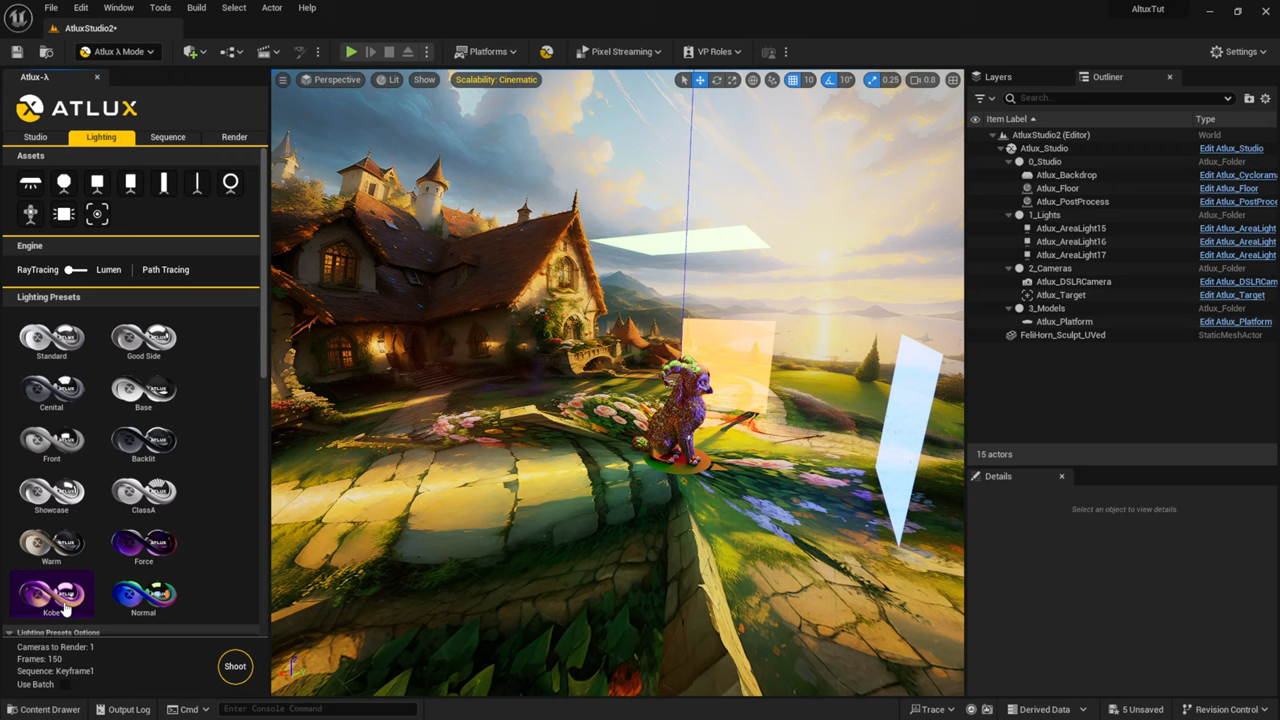 File Edit Window Tools Build Select Actor Help
AltuxTut
AtluxStudio2*
Atlux λ Mode
Platforms
Pixel Streaming
VP Roles
Settings
Atlux-λ
ATLUX
Studio Lighting Sequence Render
Assets
Engine
RayTracing Lumen Path Tracing
Lighting Presets
Standard Good Side
Cenital Base
Front Backlit
Showcase ClassA
Warm Force
Kobe Normal
Lighting Presets Options
Cameras to Render: 1
Frames: 150
Sequence: Keyframe1
Use Batch
Shoot
Perspective Lit Show Scalability: Cinematic 10 10° 0.25 0.8
Layers Outliner
Search...
Item Label Type
AtluxStudio2 (Editor) World
Atlux_Studio Edit Atlux_Studio
0_Studio Atlux_Folder
Atlux_Backdrop Edit Atlux_Cyclorama
Atlux_Floor Edit Atlux_Floor
Atlux_PostProcess Edit Atlux_PostProce
1_Lights Atlux_Folder
Atlux_AreaLight15 Edit Atlux_AreaLight
Atlux_AreaLight16 Edit Atlux_AreaLight
Atlux_AreaLight17 Edit Atlux_AreaLight
2_Cameras Atlux_Folder
Atlux_DSLRCamera Edit Atlux_DSLRCam
Atlux_Target Edit Atlux_Target
3_Models Atlux_Folder
Atlux_Platform Edit Atlux_Platform
FeliHorn_Sculpt_UVed StaticMeshActor
15 actors
Details
Select an object to view details
Content Drawer Output Log Cmd Enter Console Command
Trace Derived Data 5 Unsaved Revision Control